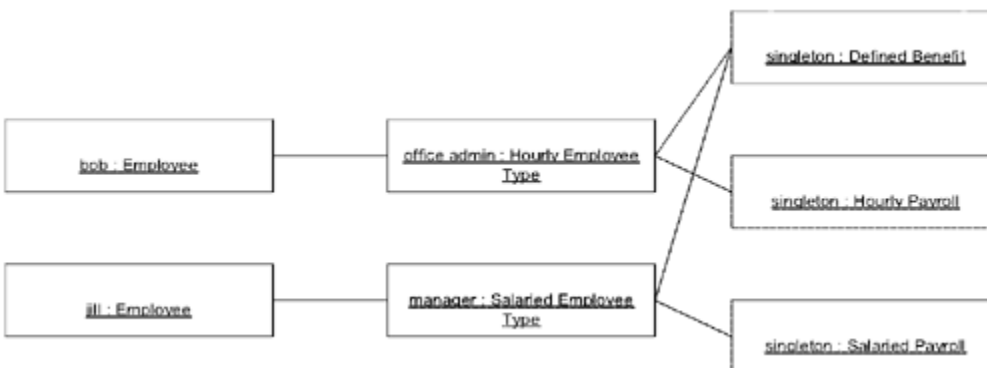 singleton : Defined Benefit
bob : Employee
office admin : Hourly Employee
Type
singleton : Hourly Payroll
jill : Employee
manager : Salaried Employee
Type
singleton : Salaried Payroll